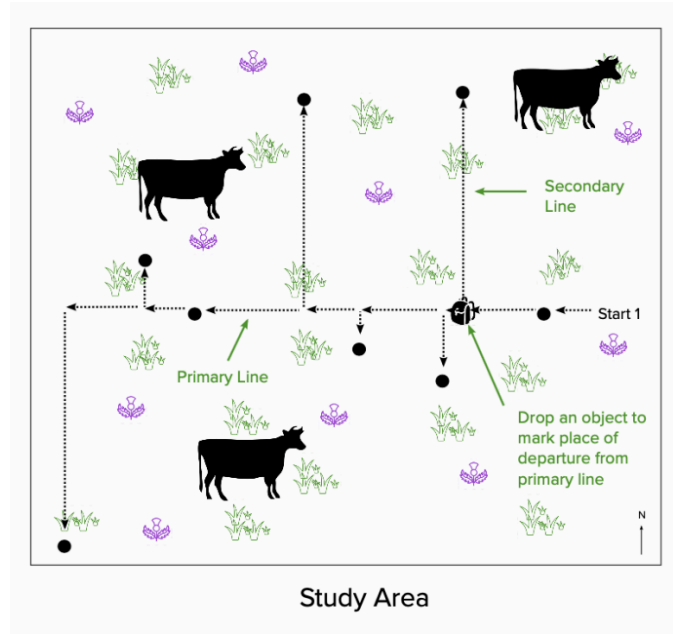 Secondary
Line
Start 1
Primary Line
Drop an object to
mark place of
departure from
primary line
N
Study Area